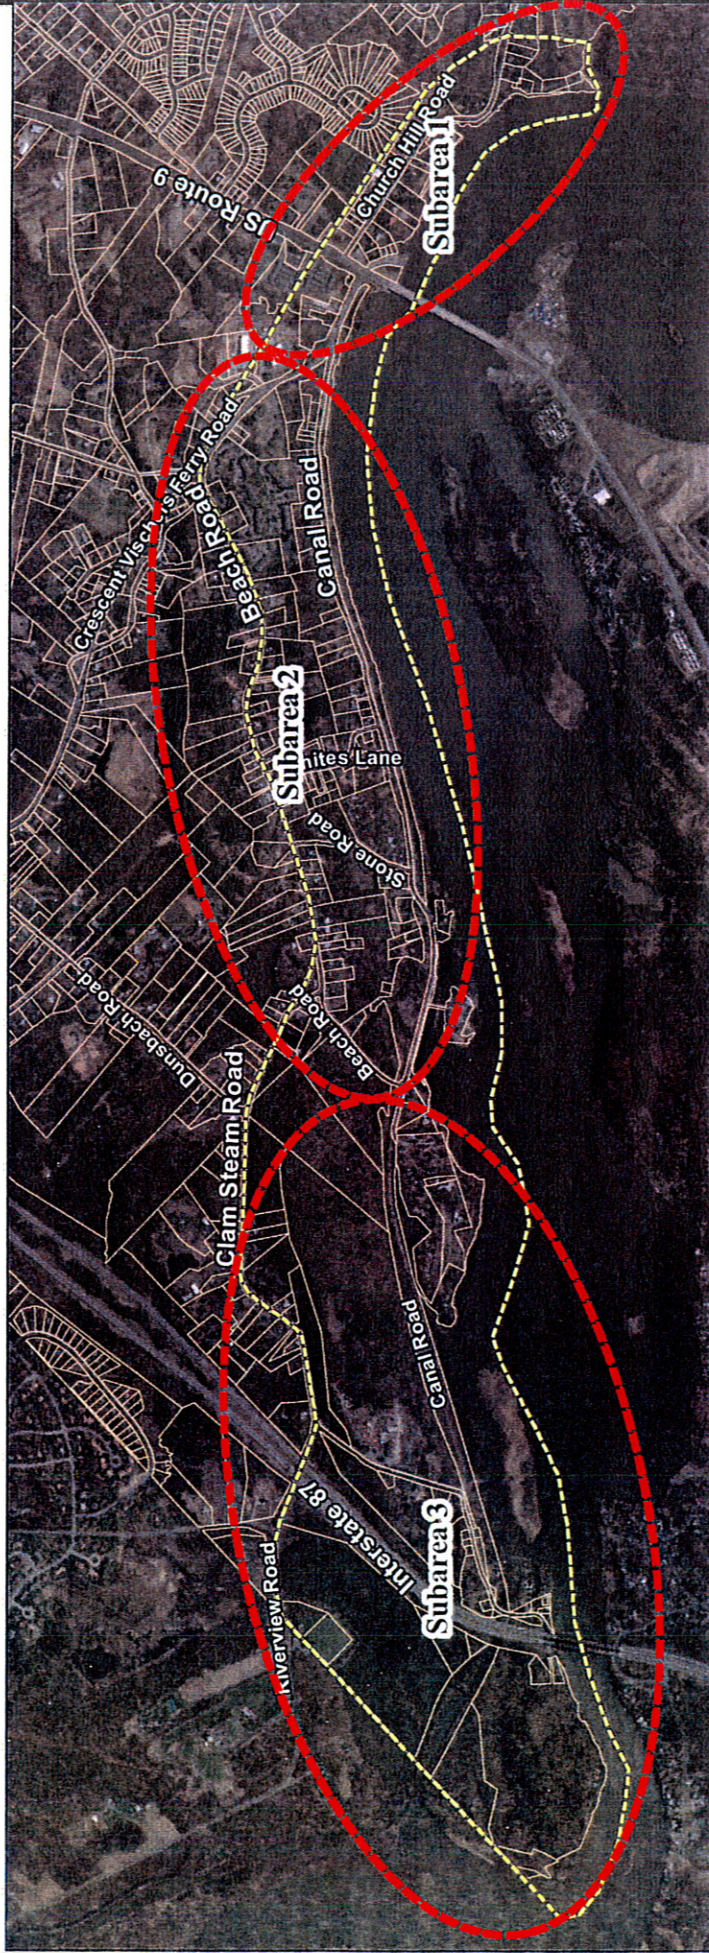 US Route 9
Church Hill Road
Subarea 1
Crescent Vischers Ferry Road
Beach Road
Canal Road
Subarea 2
Stone Road
Dunsbach Road
Beach Road
Clam Steam Road
Canal Road
Interstate 87
Riverview Road
Subarea 3